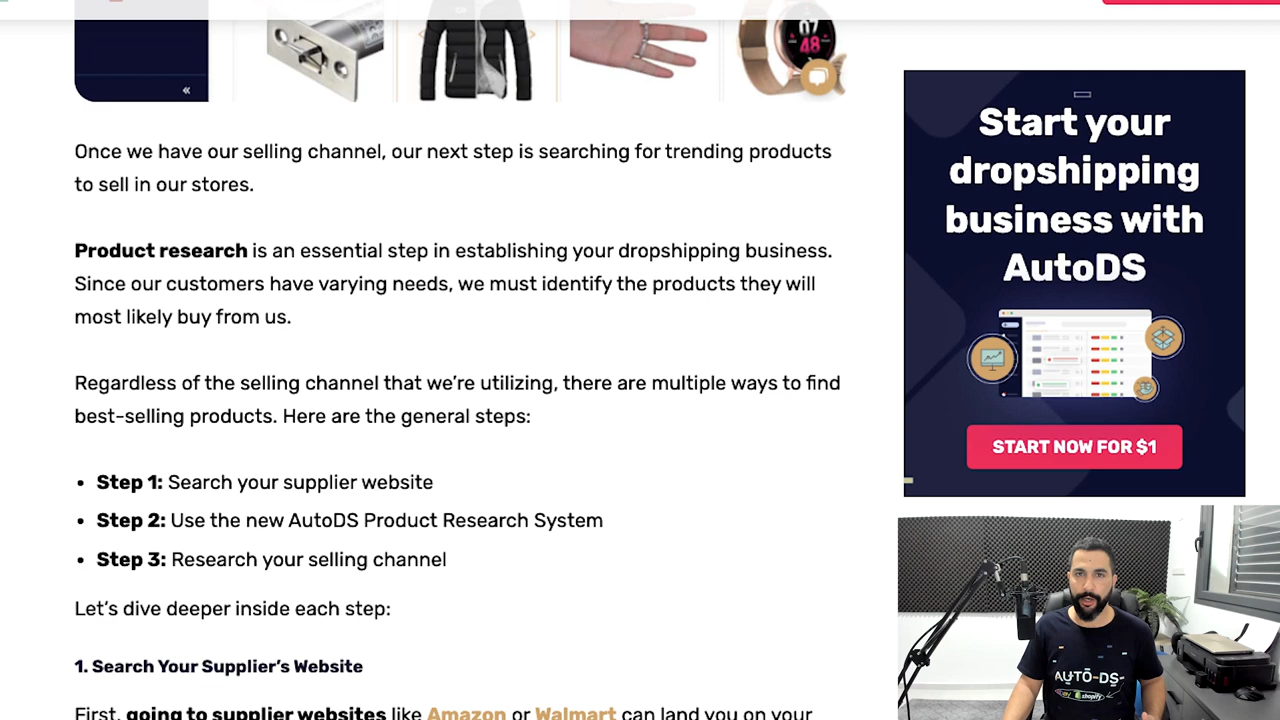 07
48
«
Once we have our selling channel, our next step is searching for trending products
to sell in our stores.
Product research is an essential step in establishing your dropshipping business.
Since our customers have varying needs, we must identify the products they will
most likely buy from us.
Regardless of the selling channel that we’re utilizing, there are multiple ways to find
best-selling products. Here are the general steps:
• Step 1: Search your supplier website
• Step 2: Use the new AutoDS Product Research System
• Step 3: Research your selling channel
Let’s dive deeper inside each step:
1. Search Your Supplier’s Website
First, going to supplier websites like Amazon or Walmart can land you on your
Start your
dropshipping
business with
AutoDS
START NOW FOR $1
AUTO-DS
shopify